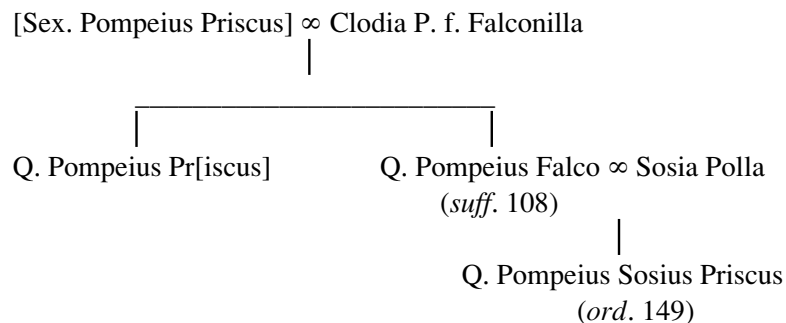 [Sex. Pompeius Priscus] ∞ Clodia P. f. Falconilla
Q. Pompeius Pr[iscus] Q. Pompeius Falco ∞ Sosia Polla
(suff. 108)
Q. Pompeius Sosius Priscus
(ord. 149)